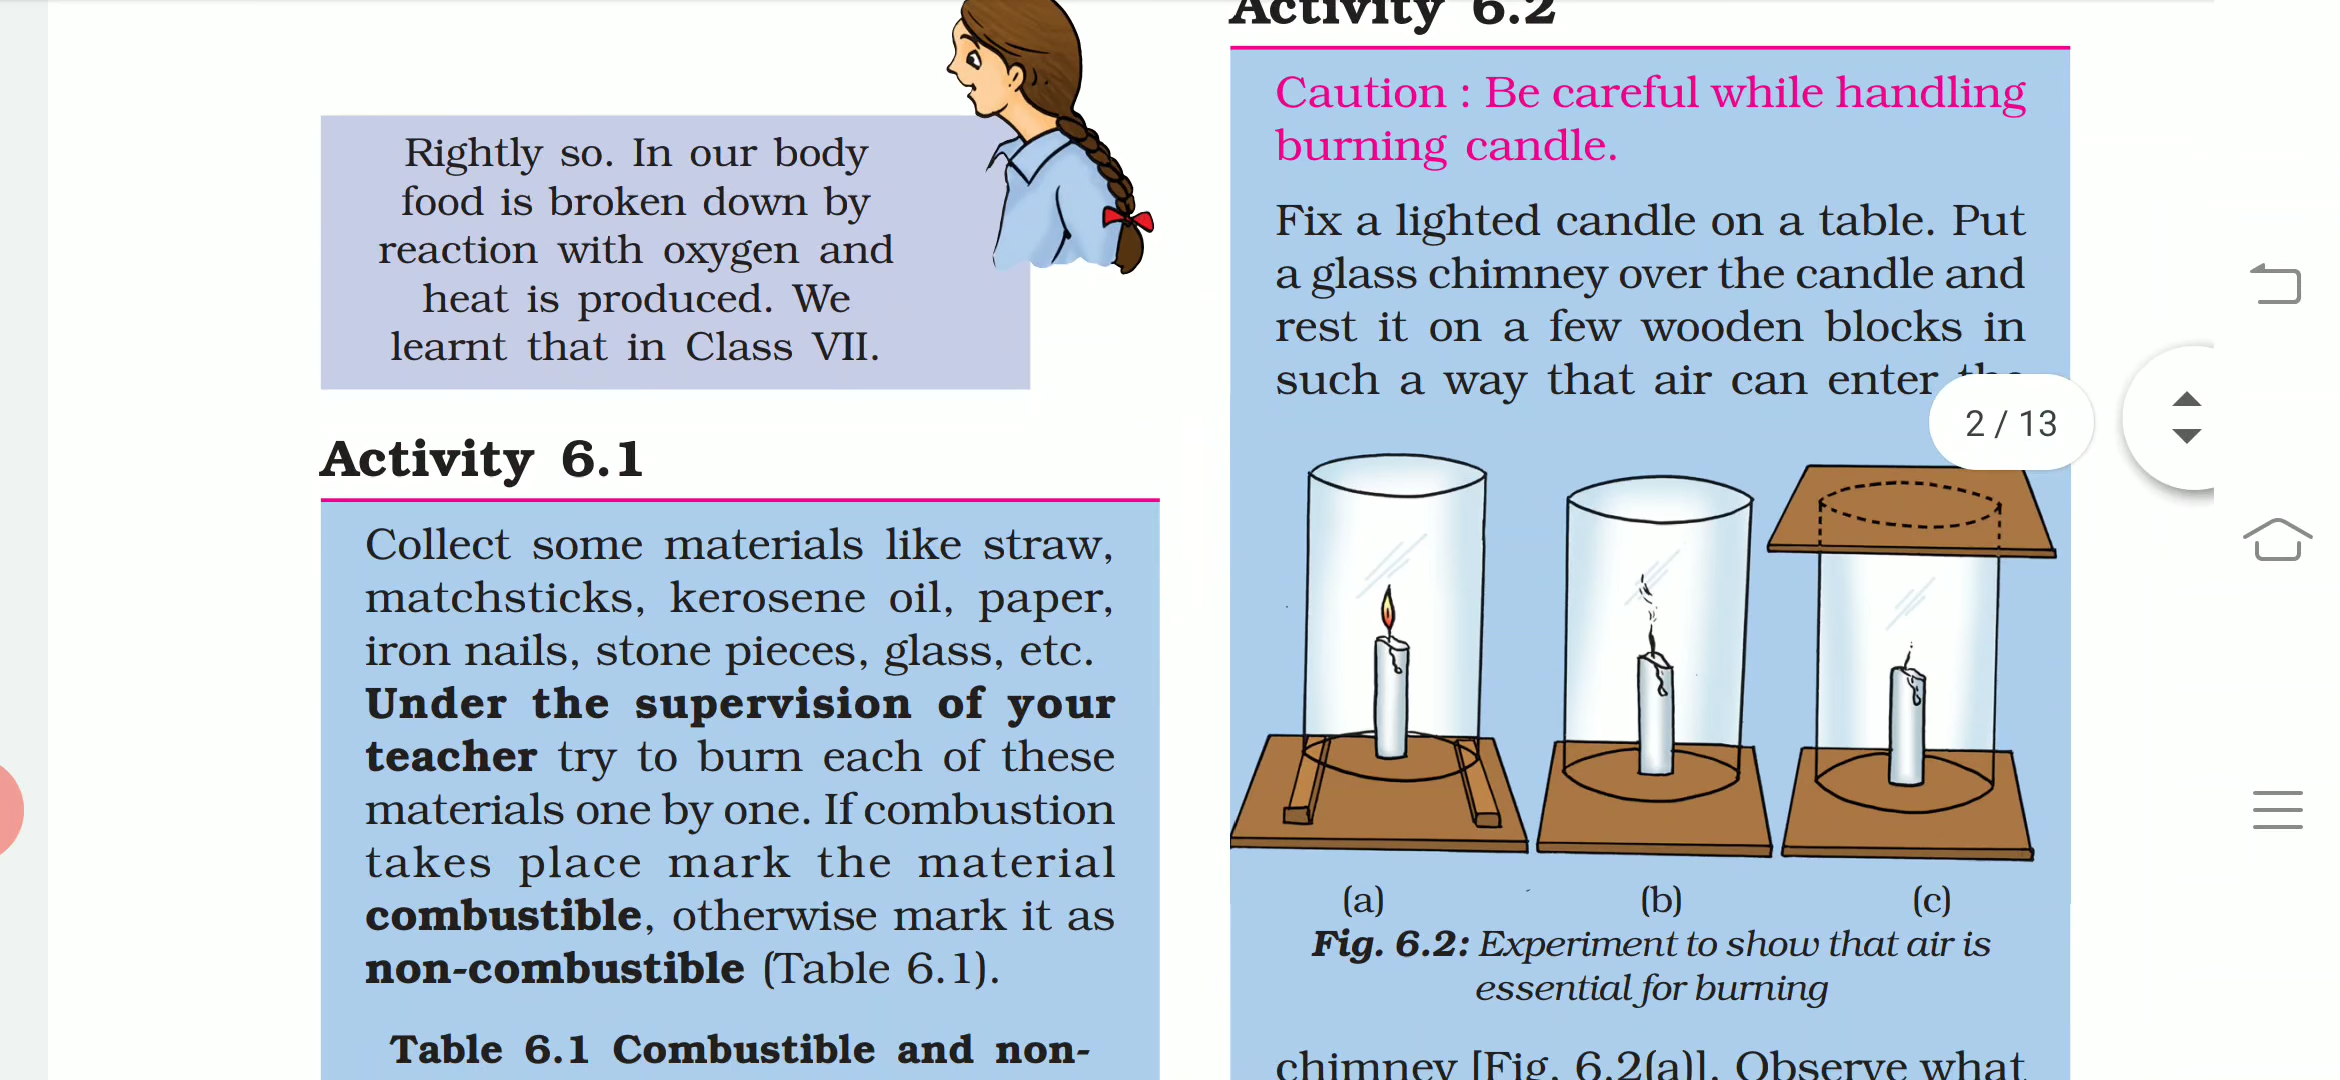 Rightly so. In our body
food is broken down by
reaction with oxygen and
heat is produced. We
learnt that in Class VII.
Activity 6.1
Collect some materials like straw,
matchsticks, kerosene oil, paper,
iron nails, stone pieces, glass, etc.
Under the supervision of your
teacher try to burn each of these
materials one by one. If combustion
takes place mark the material
combustible, otherwise mark it as
non-combustible (Table 6.1).
Table 6.1 Combustible and non-
Activity 6.2
Caution : Be careful while handling
burning candle.
Fix a lighted candle on a table. Put
a glass chimney over the candle and
rest it on a few wooden blocks in
such a way that air can enter the
2 / 13
(a) (b) (c)
Fig. 6.2: Experiment to show that air is
essential for burning
chimney [Fig. 6.2(a)]. Observe what